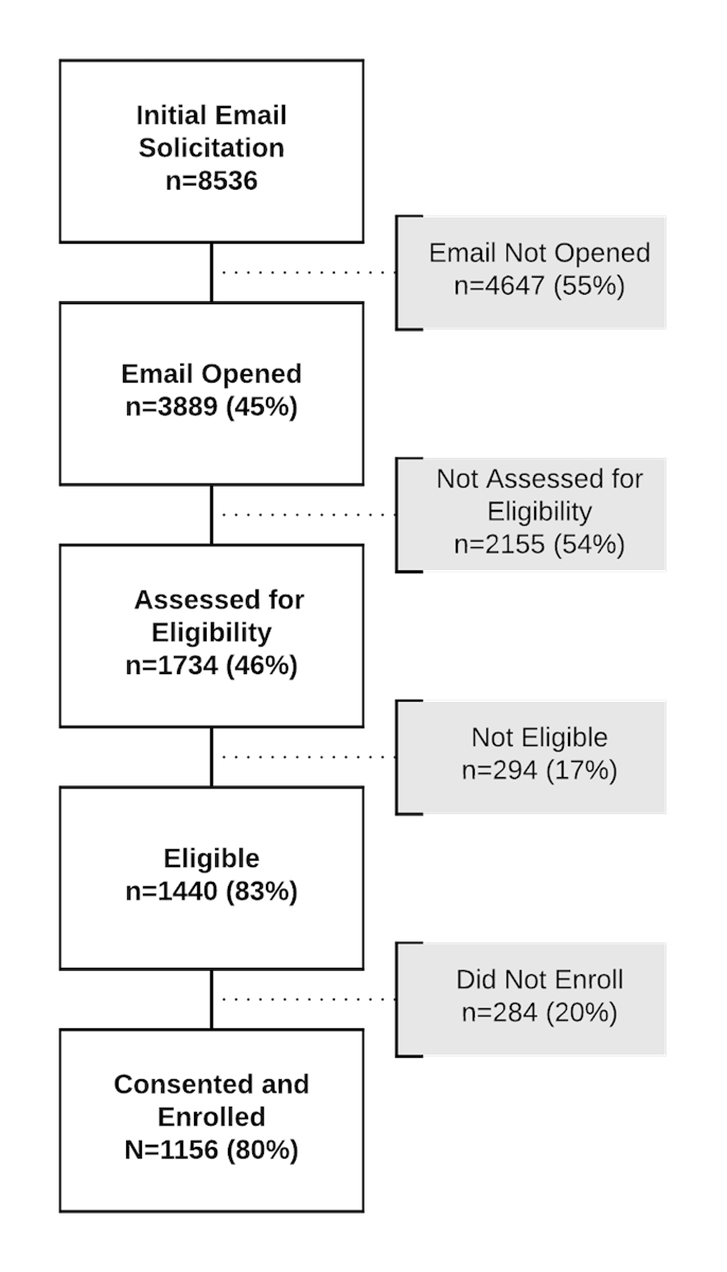 Initial Email
Solicitation
n=8536
Email Not Opened
n=4647 (55%)
Email Opened
n=3889 (45%)
Not Assessed for
Eligibility
n=2155 (54%)
Assessed for
Eligibility
n=1734 (46%)
Not Eligible
n=294 (17%)
Eligible
n=1440 (83%)
Did Not Enroll
n=284 (20%)
Consented and
Enrolled
N=1156 (80%)